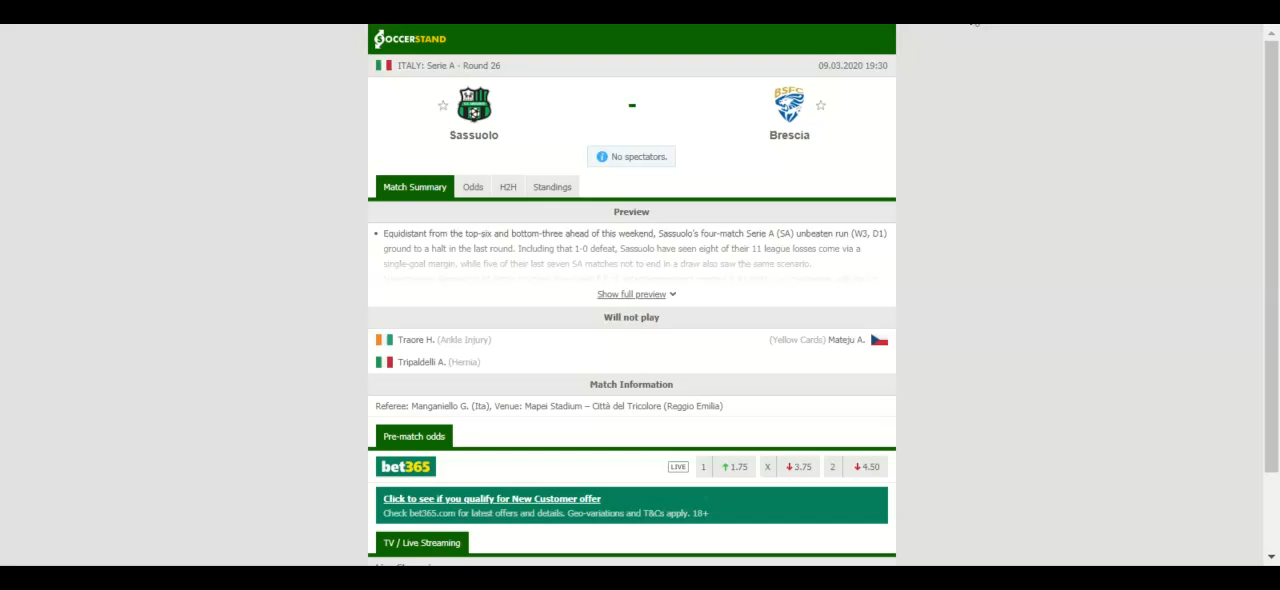 SOCCERSTAND
ITALY: Serie A - Round 26 09.03.2020 19:30
BSFC
-
Sassuolo Brescia
No spectators.
Match Summary Odds H2H Standings
Preview
• Equidistant from the top-six and bottom-three ahead of this weekend, Sassuolo's four-match Serie A (SA) unbeaten run (W3, D1)
ground to a halt in the last round. Including that 1-0 defeat, Sassuolo have seen eight of their 11 league losses come via a
single-goal margin, while five of their last seven SA matches not to end in a draw also saw the same scenario.
Show full preview
Will not play
Traore H. (Ankle Injury) (Yellow Cards) Mateju A.
Tripaldelli A. (Hernia)
Match Information
Referee: Manganiello G. (Ita), Venue: Mapei Stadium – Città del Tricolore (Reggio Emilia)
Pre-match odds
bet365 LIVE 1 1.75 X 3.75 2 4.50
Click to see if you qualify for New Customer offer
Check bet365.com for latest offers and details. Geo-variations and T&Cs apply. 18+
TV / Live Streaming